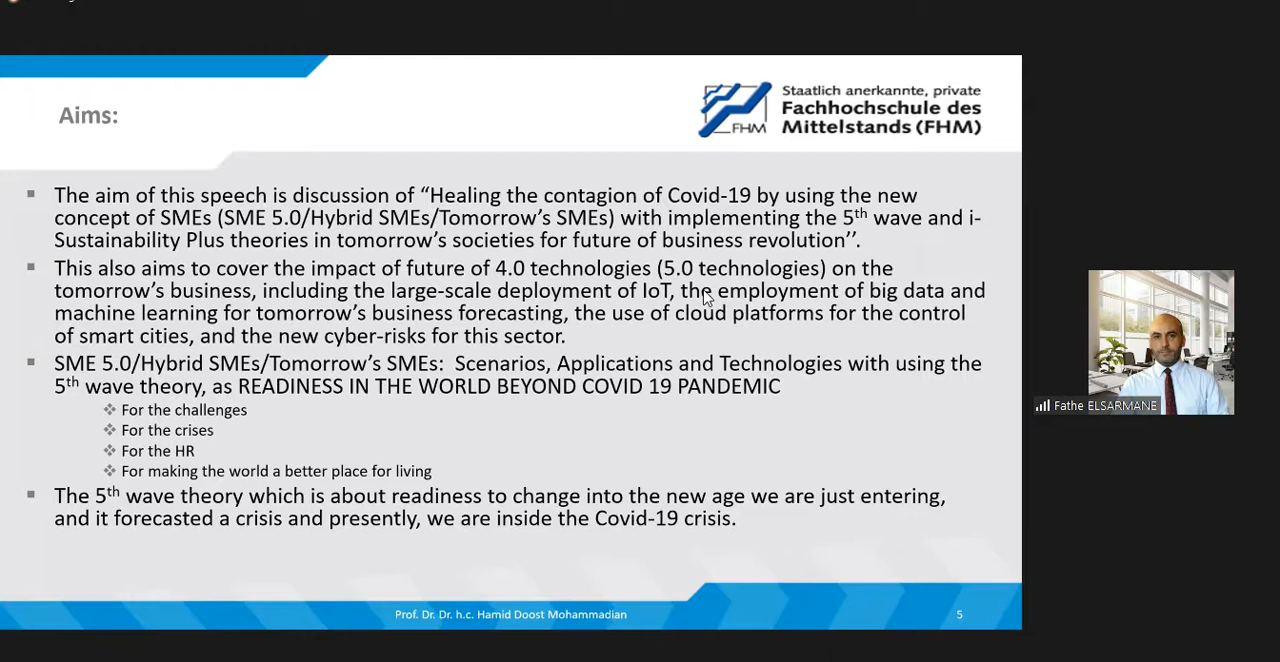 Aims:
Staatlich anerkannte, private
Fachhochschule des
Mittelstands (FHM)
FHM
▪ The aim of this speech is discussion of “Healing the contagion of Covid-19 by using the new
concept of SMEs (SME 5.0/Hybrid SMEs/Tomorrow’s SMEs) with implementing the 5th wave and i-
Sustainability Plus theories in tomorrow’s societies for future of business revolution’’.
▪ This also aims to cover the impact of future of 4.0 technologies (5.0 technologies) on the
tomorrow’s business, including the large-scale deployment of IoT, the employment of big data and
machine learning for tomorrow’s business forecasting, the use of cloud platforms for the control
of smart cities, and the new cyber-risks for this sector.
▪ SME 5.0/Hybrid SMEs/Tomorrow’s SMEs: Scenarios, Applications and Technologies with using the
5th wave theory, as READINESS IN THE WORLD BEYOND COVID 19 PANDEMIC
❖ For the challenges
❖ For the crises
❖ For the HR
❖ For making the world a better place for living
▪ The 5th wave theory which is about readiness to change into the new age we are just entering,
and it forecasted a crisis and presently, we are inside the Covid-19 crisis.
Prof. Dr. Dr. h.c. Hamid Doost Mohammadian
5
Fathe ELSARMANE